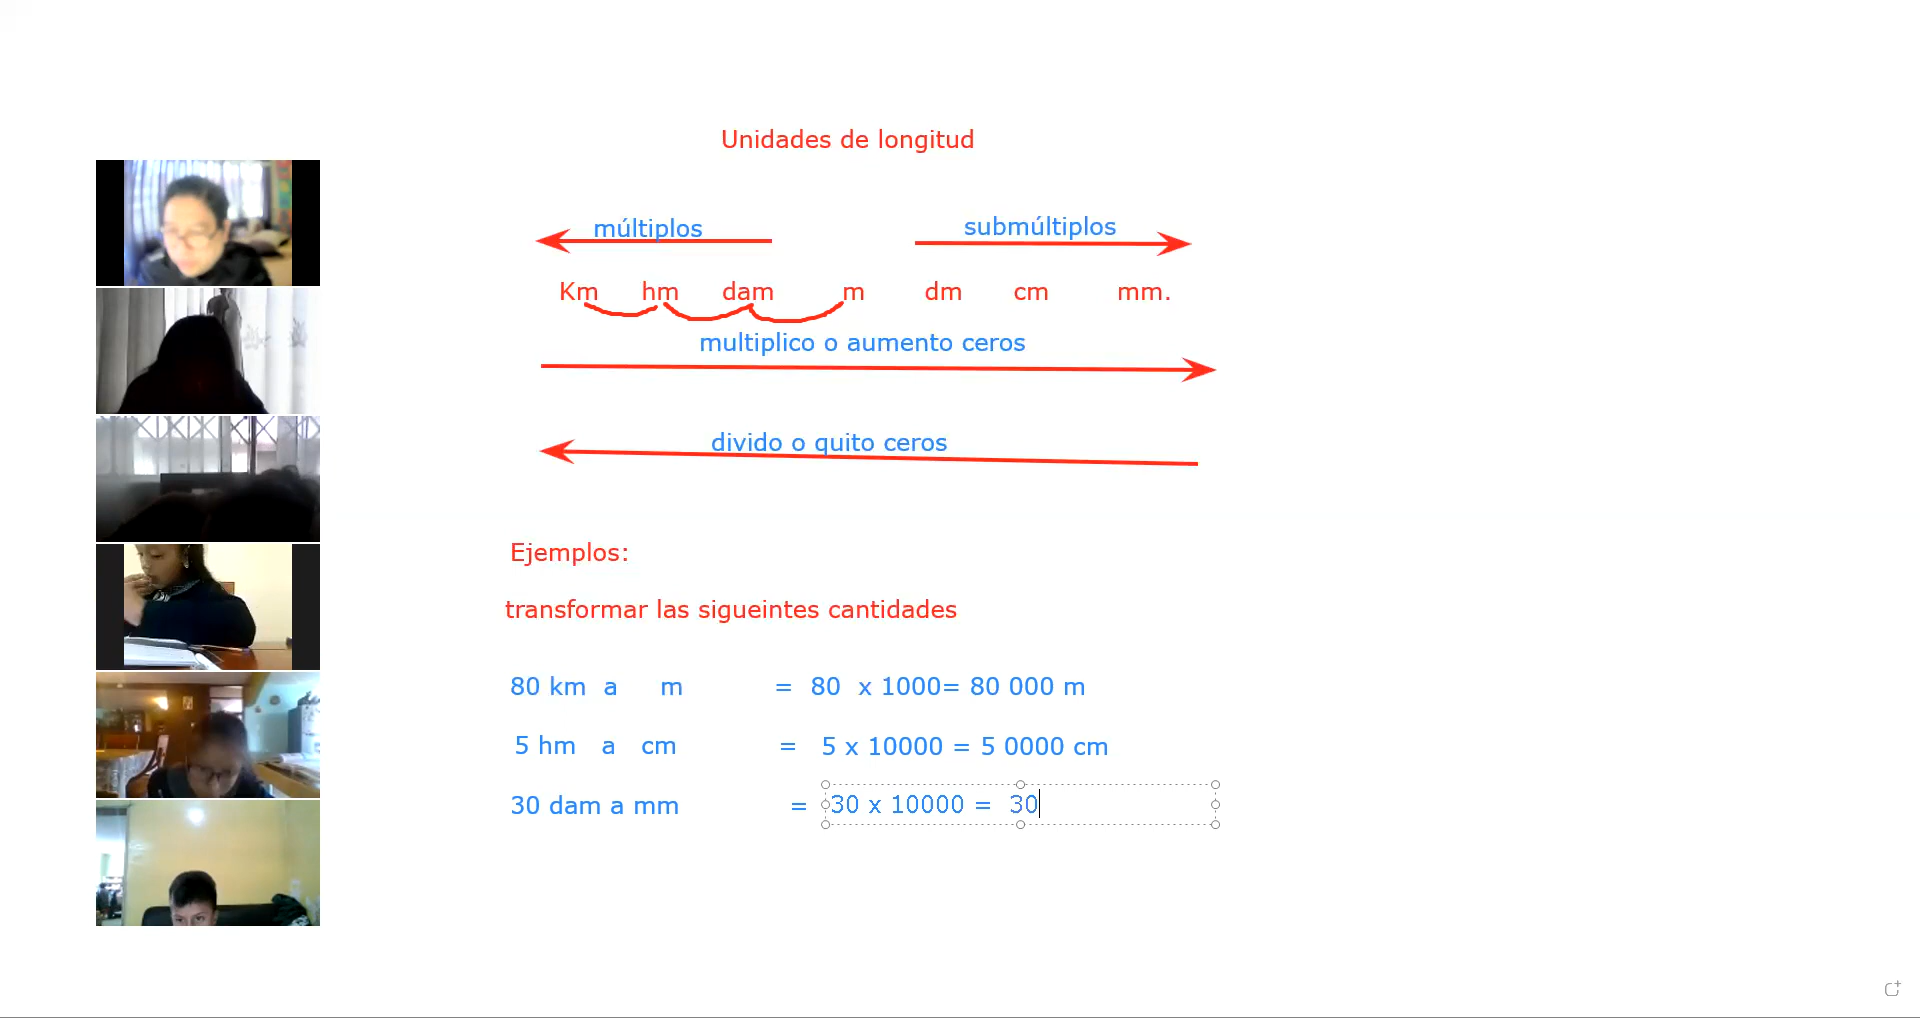 Unidades de longitud
múltiplos submúltiplos
Km hm dam m dm cm mm.
multiplico o aumento ceros
divido o quito ceros
Ejemplos:
transformar las sigueintes cantidades
80 km a m = 80 x 1000= 80 000 m
5 hm a cm = 5 x 10000 = 5 0000 cm
30 dam a mm = 30 x 10000 = 30